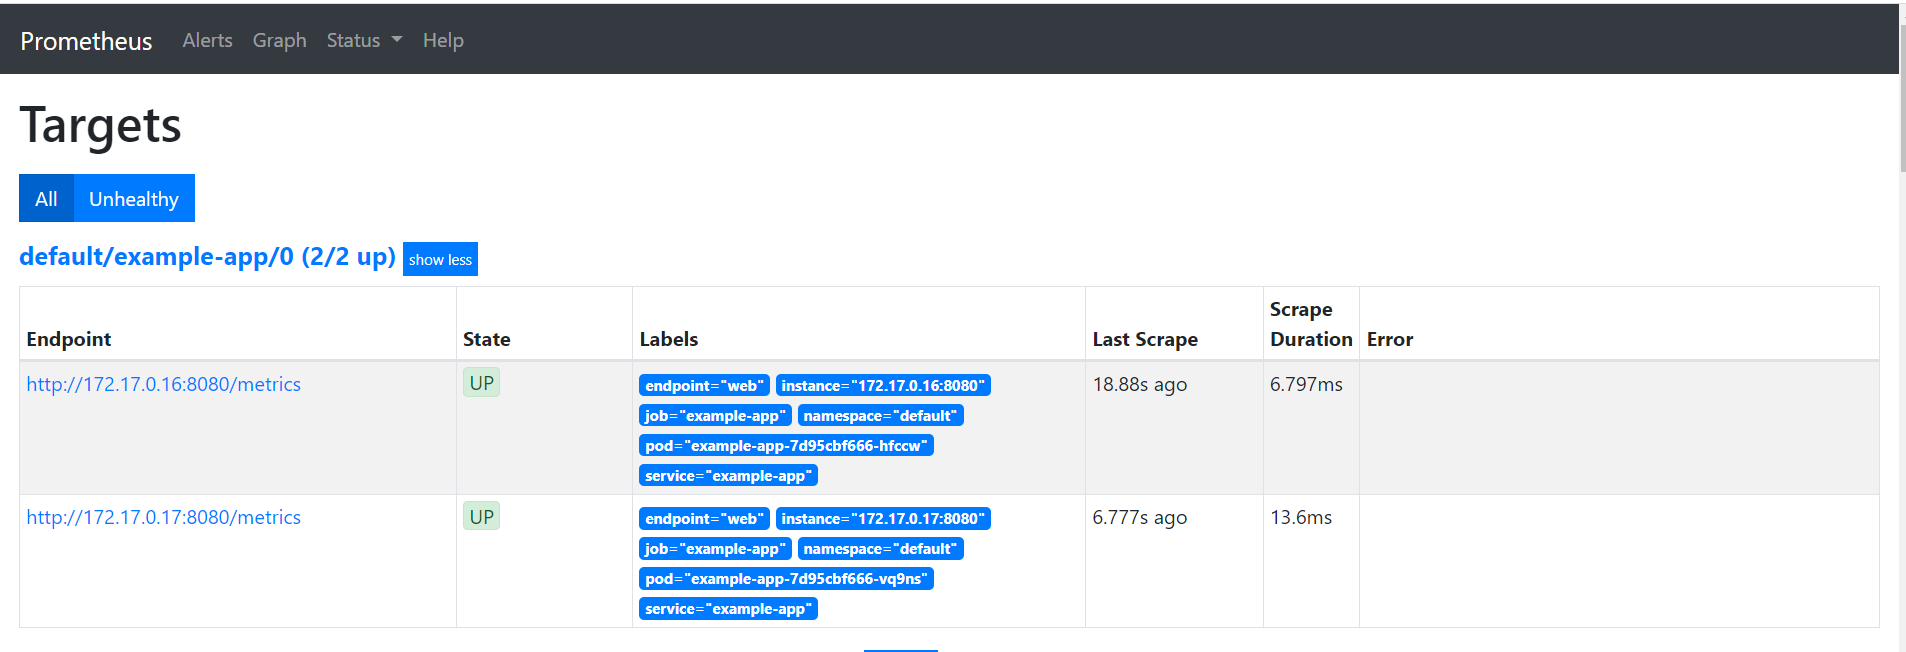 Prometheus Alerts Graph Status Help
Targets
All Unhealthy
default/example-app/0 (2/2 up) show less
Endpoint State Labels Last Scrape Scrape Duration Error
http://172.17.0.16:8080/metrics UP endpoint="web" instance="172.17.0.16:8080" 18.88s ago 6.797ms
job="example-app" namespace="default"
pod="example-app-7d95cbf666-hfccw"
service="example-app"
http://172.17.0.17:8080/metrics UP endpoint="web" instance="172.17.0.17:8080" 6.777s ago 13.6ms
job="example-app" namespace="default"
pod="example-app-7d95cbf666-vq9ns"
service="example-app"